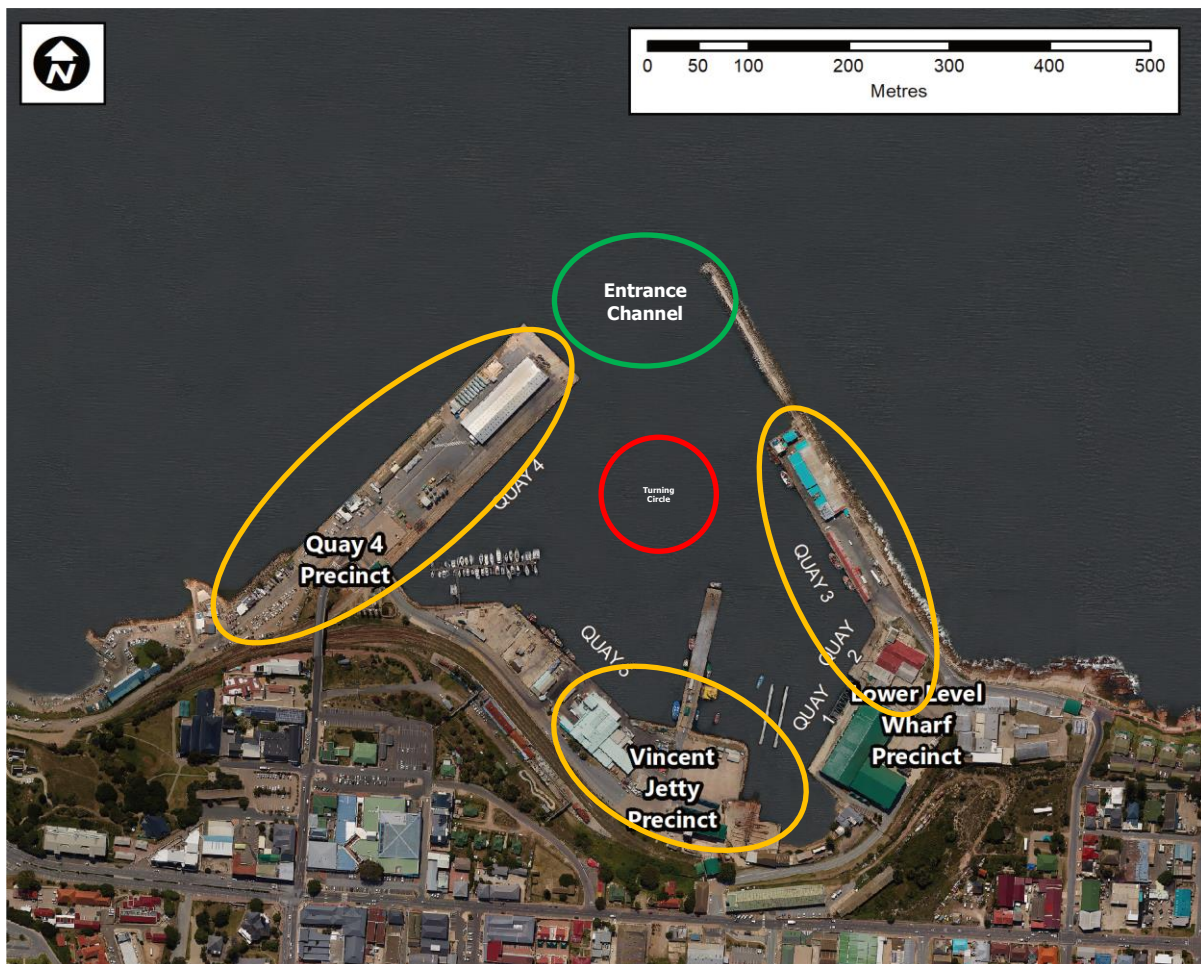 N
0 50 100 200 300 400 500
Metres
Entrance
Channel
QUAY 4
Turning
Circle
Quay 4
Precinct
QUAY 3
QUAY 5
QUAY
2
QUAY
1
Lower Level
Wharf
Precinct
Vincent
Jetty
Precinct